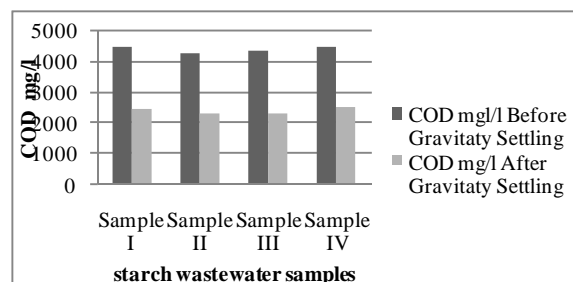 5000
4000
3000
2000
1000
0
COD mg/l
Sample I
Sample II
Sample III
Sample IV
starch wastewater samples
COD mgl/l Before
Gravitaty Settling
COD mg/l After
Gravitaty Settling